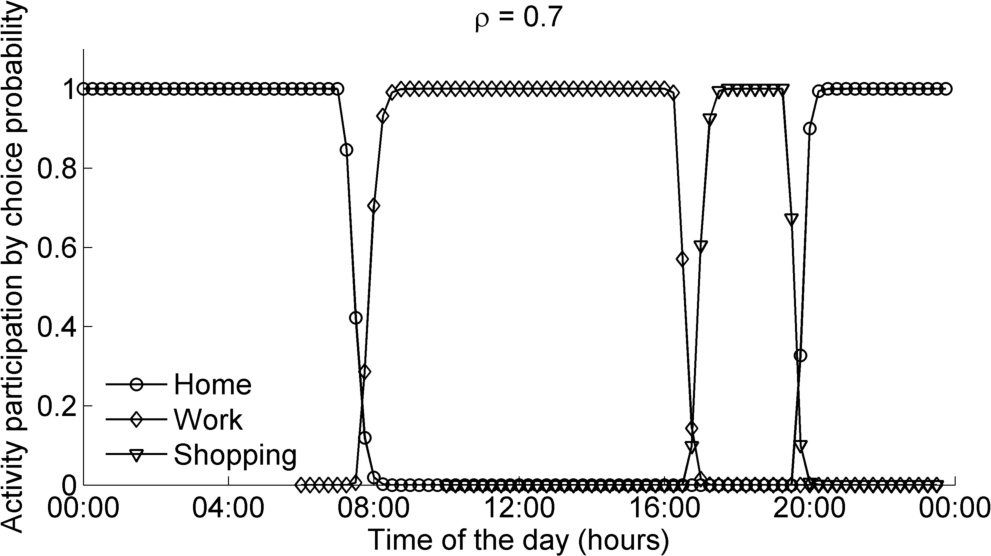 ρ = 0.7
Activity participation by choice probability
1
0.8
0.6
0.4
0.2
0
Home
Work
Shopping
00:00 04:00 08:00 12:00 16:00 20:00 00:00
Time of the day (hours)